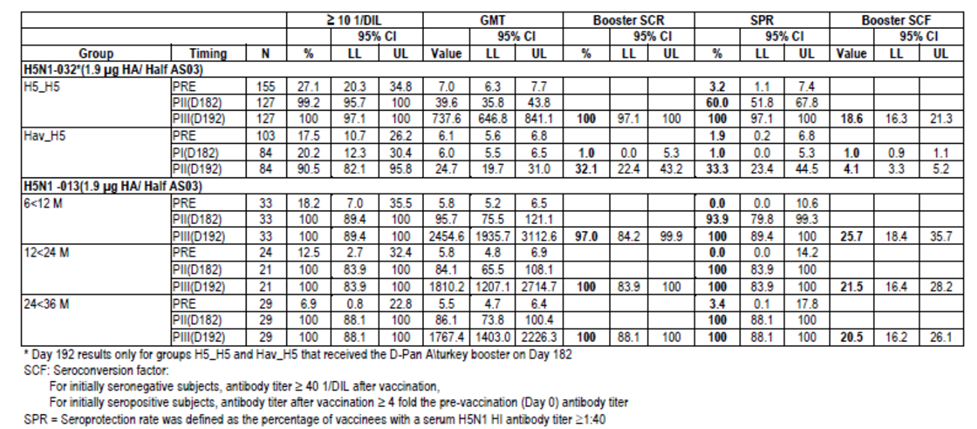 ≥ 10 1/DIL GMT Booster SCR SPR Booster SCF
95% CI 95% CI 95% CI 95% CI 95% CI
Group Timing N % LL UL Value LL UL % LL UL % LL UL Value LL UL
H5N1-032*(1.9 µg HA/ Half AS03)
H5_H5 PRE 155 27.1 20.3 34.8 7.0 6.3 7.7 3.2 1.1 7.4
PII(D182) 127 99.2 95.7 100 39.6 35.8 43.8 60.0 51.8 67.8
PIII(D192) 127 100 97.1 100 737.6 646.8 841.1 100 97.1 100 100 97.1 100 18.6 16.3 21.3
Hav_H5 PRE 103 17.5 10.7 26.2 6.1 5.6 6.8 1.9 0.2 6.8
PI(D182) 84 20.2 12.3 30.4 6.0 5.5 6.5 1.0 0.0 5.3 1.0 0.0 5.3 1.0 0.9 1.1
PII(D192) 84 90.5 82.1 95.8 24.7 19.7 31.0 32.1 22.4 43.2 33.3 23.4 44.5 4.1 3.3 5.2
H5N1 -013(1.9 µg HA/ Half AS03)
6<12 M PRE 33 18.2 7.0 35.5 5.8 5.2 6.5 0.0 0.0 10.6
PII(D182) 33 100 89.4 100 95.7 75.5 121.1 93.9 79.8 99.3
PIII(D192) 33 100 89.4 100 2454.6 1935.7 3112.6 97.0 84.2 99.9 100 89.4 100 25.7 18.4 35.7
12<24 M PRE 24 12.5 2.7 32.4 5.8 4.8 6.9 0.0 0.0 14.2
PII(D182) 21 100 83.9 100 84.1 65.5 108.1 100 83.9 100
PIII(D192) 21 100 83.9 100 1810.2 1207.1 2714.7 100 83.9 100 100 83.9 100 21.5 16.4 28.2
24<36 M PRE 29 6.9 0.8 22.8 5.5 4.7 6.4 3.4 0.1 17.8
PII(D182) 29 100 88.1 100 86.1 73.8 100.4 100 88.1 100
PIII(D192) 29 100 88.1 100 1767.4 1403.0 2226.3 100 88.1 100 100 88.1 100 20.5 16.2 26.1
* Day 192 results only for groups H5_H5 and Hav_H5 that received the D-Pan A\turkey booster on Day 182
SCF: Seroconversion factor:
For initially seronegative subjects, antibody titer ≥ 40 1/DIL after vaccination,
For initially seropositive subjects, antibody titer after vaccination ≥ 4 fold the pre-vaccination (Day 0) antibody titer
SPR = Seroprotection rate was defined as the percentage of vaccinees with a serum H5N1 HI antibody titer ≥1:40